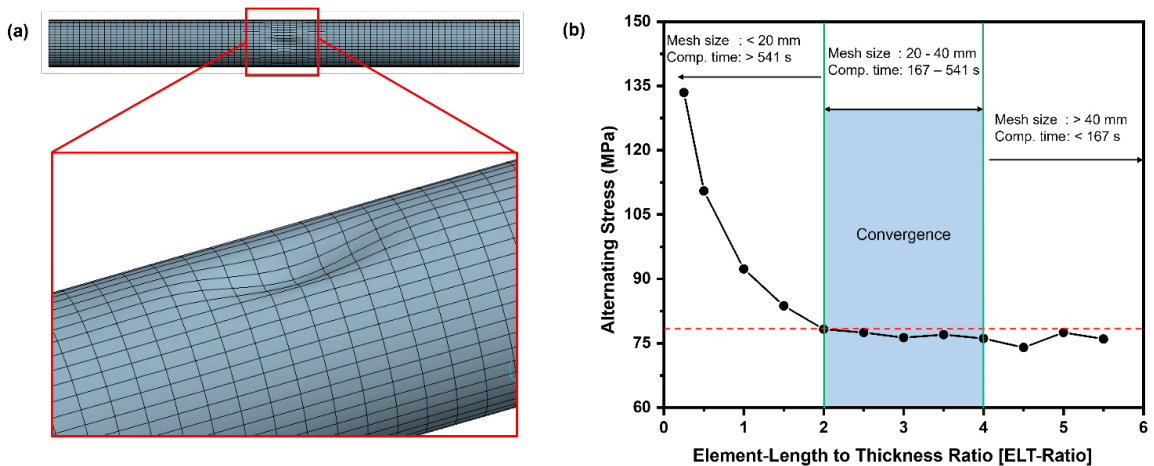 (a)
(b)
Mesh size : < 20 mm
Comp. time: > 541 s
Mesh size : 20 - 40 mm
Comp. time: 167 – 541 s
Mesh size : > 40 mm
Comp. time: < 167 s
Convergence
Alternating Stress (MPa)
150
135
120
105
90
75
60
0 1 2 3 4 5 6
Element-Length to Thickness Ratio [ELT-Ratio]